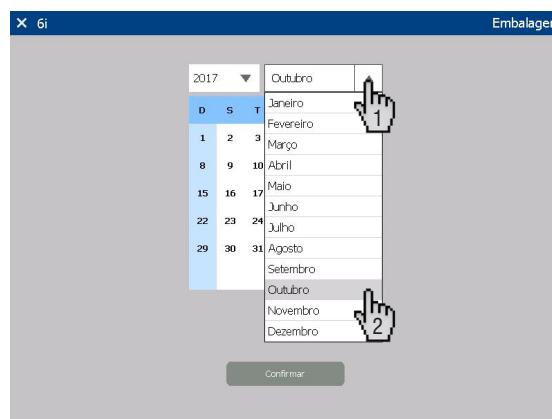 6i Embalagem
2017 Outubro
D S T
1 2 3
8 9 10
15 16 17
22 23 24
29 30 31
Janeiro
Fevereiro
Março
Abril
Maio
Junho
Julho
Agosto
Setembro
Outubro
Novembro
Dezembro
1
2
Confirmar